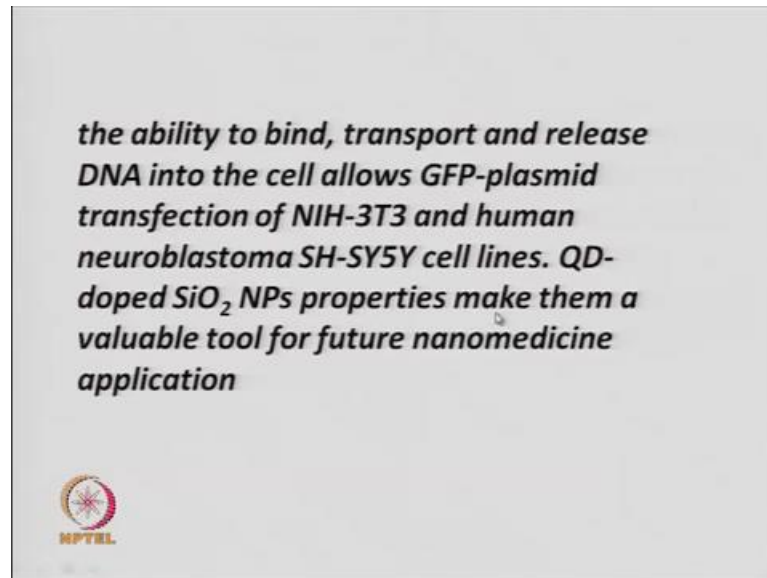 the ability to bind, transport and release
DNA into the cell allows GFP-plasmid
transfection of NIH-3T3 and human
neuroblastoma SH-SY5Y cell lines. QD-
doped SiO₂ NPs properties make them a
valuable tool for future nanomedicine
application
NPTEL